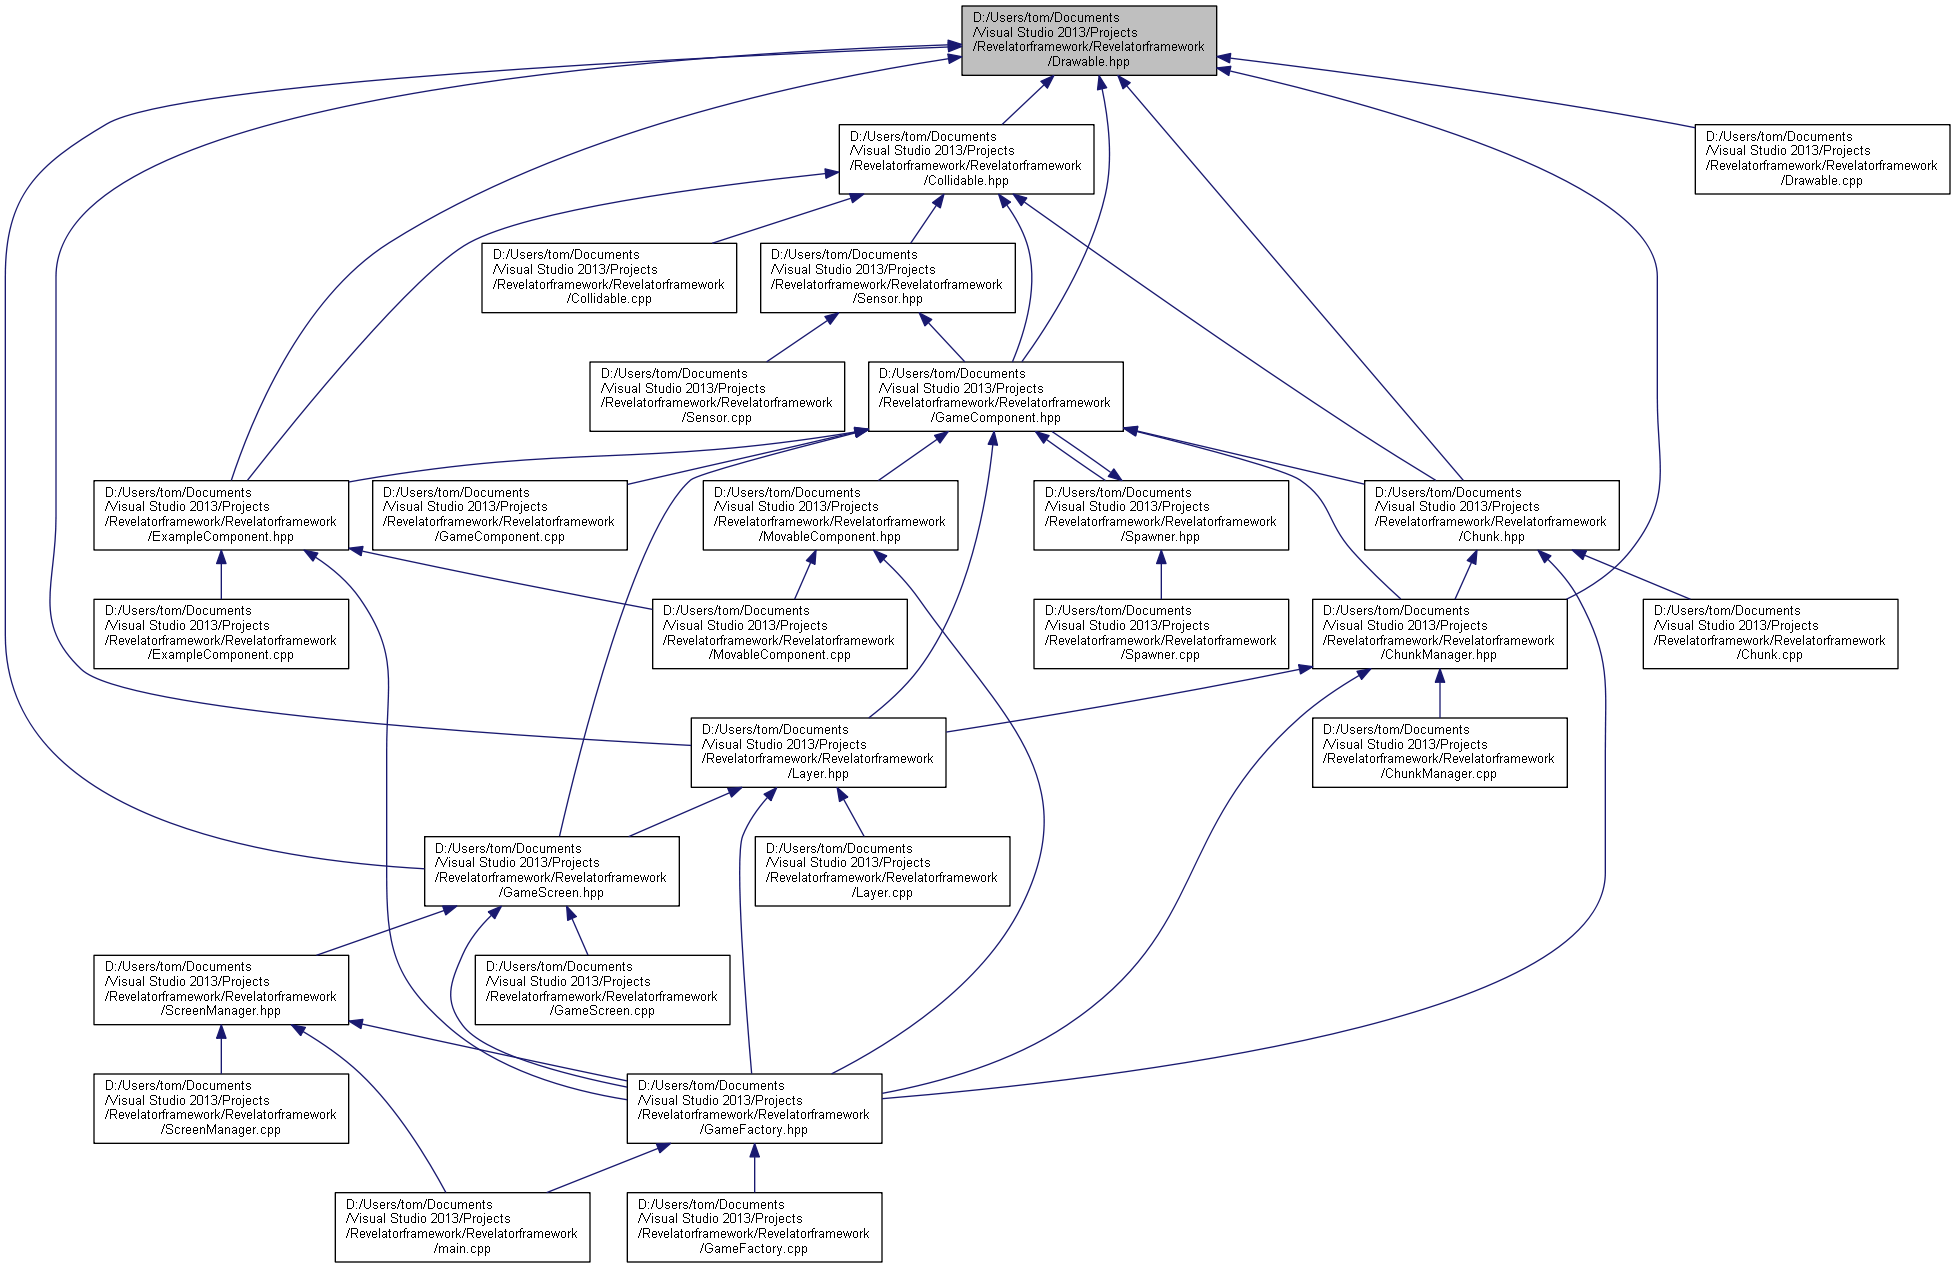 D:/Users/tom/Documents
/Visual Studio 2013/Projects
/Revelatorframework/Revelatorframework
/Drawable.hpp
D:/Users/tom/Documents
/Visual Studio 2013/Projects
/Revelatorframework/Revelatorframework
/Collidable.hpp
D:/Users/tom/Documents
/Visual Studio 2013/Projects
/Revelatorframework/Revelatorframework
/Drawable.cpp
D:/Users/tom/Documents
/Visual Studio 2013/Projects
/Revelatorframework/Revelatorframework
/Collidable.cpp
D:/Users/tom/Documents
/Visual Studio 2013/Projects
/Revelatorframework/Revelatorframework
/Sensor.hpp
D:/Users/tom/Documents
/Visual Studio 2013/Projects
/Revelatorframework/Revelatorframework
/Sensor.cpp
D:/Users/tom/Documents
/Visual Studio 2013/Projects
/Revelatorframework/Revelatorframework
/GameComponent.hpp
D:/Users/tom/Documents
/Visual Studio 2013/Projects
/Revelatorframework/Revelatorframework
/ExampleComponent.hpp
D:/Users/tom/Documents
/Visual Studio 2013/Projects
/Revelatorframework/Revelatorframework
/GameComponent.cpp
D:/Users/tom/Documents
/Visual Studio 2013/Projects
/Revelatorframework/Revelatorframework
/MovableComponent.hpp
D:/Users/tom/Documents
/Visual Studio 2013/Projects
/Revelatorframework/Revelatorframework
/Spawner.hpp
D:/Users/tom/Documents
/Visual Studio 2013/Projects
/Revelatorframework/Revelatorframework
/Chunk.hpp
D:/Users/tom/Documents
/Visual Studio 2013/Projects
/Revelatorframework/Revelatorframework
/ExampleComponent.cpp
D:/Users/tom/Documents
/Visual Studio 2013/Projects
/Revelatorframework/Revelatorframework
/MovableComponent.cpp
D:/Users/tom/Documents
/Visual Studio 2013/Projects
/Revelatorframework/Revelatorframework
/Spawner.cpp
D:/Users/tom/Documents
/Visual Studio 2013/Projects
/Revelatorframework/Revelatorframework
/ChunkManager.hpp
D:/Users/tom/Documents
/Visual Studio 2013/Projects
/Revelatorframework/Revelatorframework
/Chunk.cpp
D:/Users/tom/Documents
/Visual Studio 2013/Projects
/Revelatorframework/Revelatorframework
/Layer.hpp
D:/Users/tom/Documents
/Visual Studio 2013/Projects
/Revelatorframework/Revelatorframework
/ChunkManager.cpp
D:/Users/tom/Documents
/Visual Studio 2013/Projects
/Revelatorframework/Revelatorframework
/GameScreen.hpp
D:/Users/tom/Documents
/Visual Studio 2013/Projects
/Revelatorframework/Revelatorframework
/Layer.cpp
D:/Users/tom/Documents
/Visual Studio 2013/Projects
/Revelatorframework/Revelatorframework
/ScreenManager.hpp
D:/Users/tom/Documents
/Visual Studio 2013/Projects
/Revelatorframework/Revelatorframework
/GameScreen.cpp
D:/Users/tom/Documents
/Visual Studio 2013/Projects
/Revelatorframework/Revelatorframework
/ScreenManager.cpp
D:/Users/tom/Documents
/Visual Studio 2013/Projects
/Revelatorframework/Revelatorframework
/GameFactory.hpp
D:/Users/tom/Documents
/Visual Studio 2013/Projects
/Revelatorframework/Revelatorframework
/main.cpp
D:/Users/tom/Documents
/Visual Studio 2013/Projects
/Revelatorframework/Revelatorframework
/GameFactory.cpp